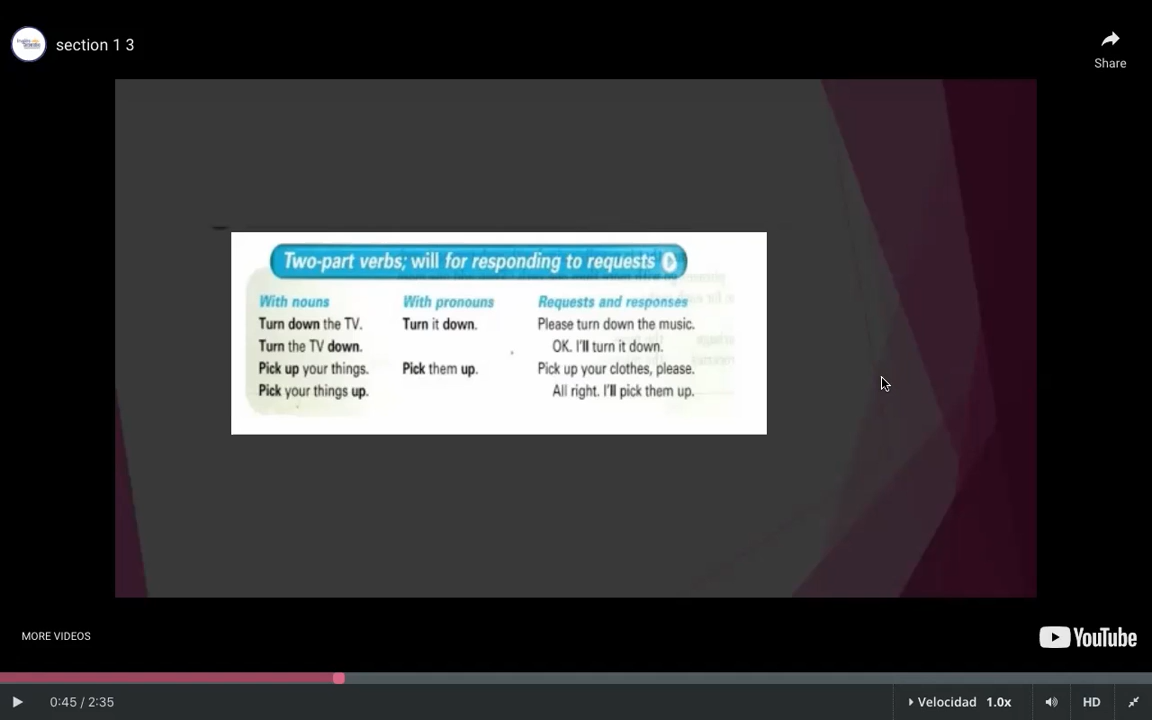 section 1 3
Share
Two-part verbs; will for responding to requests
With nouns
Turn down the TV.
Turn the TV down.
Pick up your things.
Pick your things up.
With pronouns
Turn it down.
Pick them up.
Requests and responses
Please turn down the music.
OK. I'll turn it down.
Pick up your clothes, please.
All right. I'll pick them up.
MORE VIDEOS
YouTube
0:45 / 2:35
Velocidad 1.0x
HD